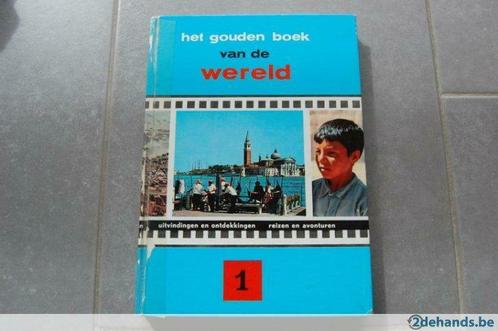 het gouden boek
van de
wereld
n uitvindingen en ontdekkingen reizen en avonturen
1
2dehands.be